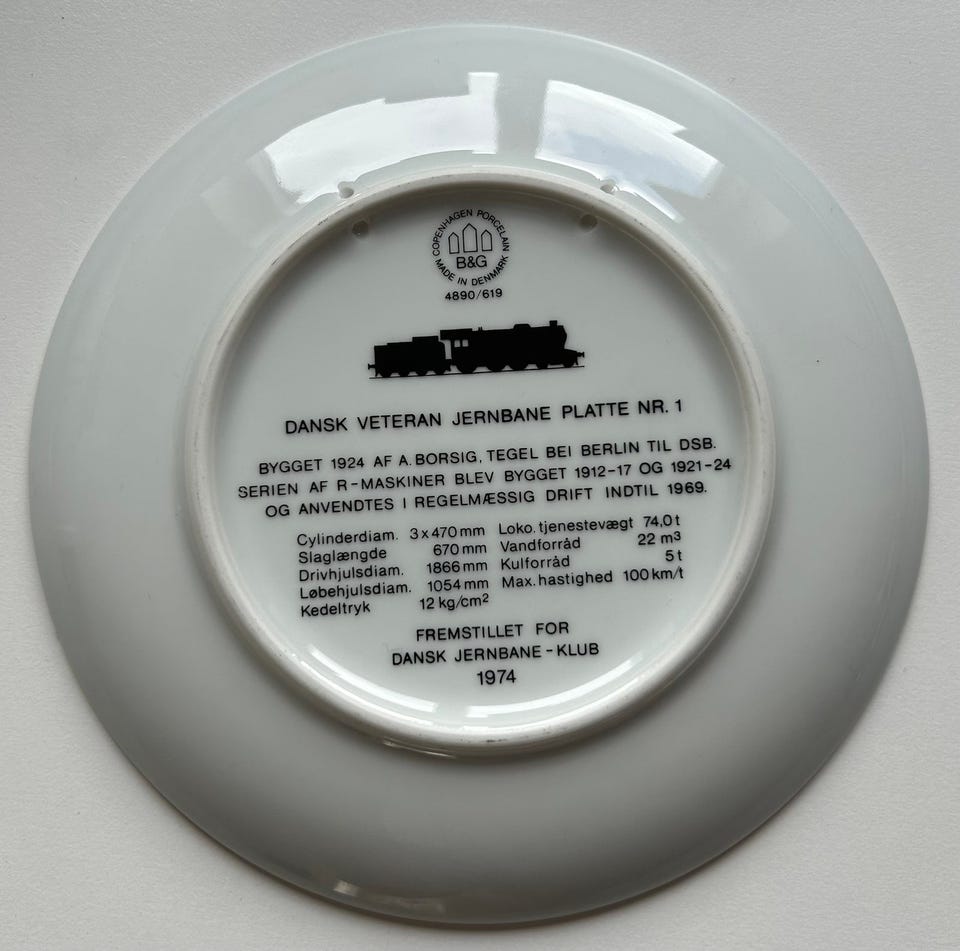 COPENHAGEN PORCELAIN
B&G
MADE IN DENMARK
4890/619
DANSK VETERAN JERNBANE PLATTE NR. 1
BYGGET 1924 AF A. BORSIG, TEGEL BEI BERLIN TIL DSB.
SERIEN AF R-MASKINER BLEV BYGGET 1912-17 OG 1921-24
OG ANVENDTES I REGELMÆSSIG DRIFT INDTIL 1969.
Cylinderdiam. 3 x 470 mm Loko. tjenestevægt 74,0 t
Slaglængde 670 mm Vandforråd 22 m³
Drivhjulsdiam. 1866 mm Kulforråd 5 t
Løbehjulsdiam. 1054 mm Max. hastighed 100 km/t
Kedeltryk 12 kg/cm²
FREMSTILLET FOR
DANSK JERNBANE-KLUB
1974